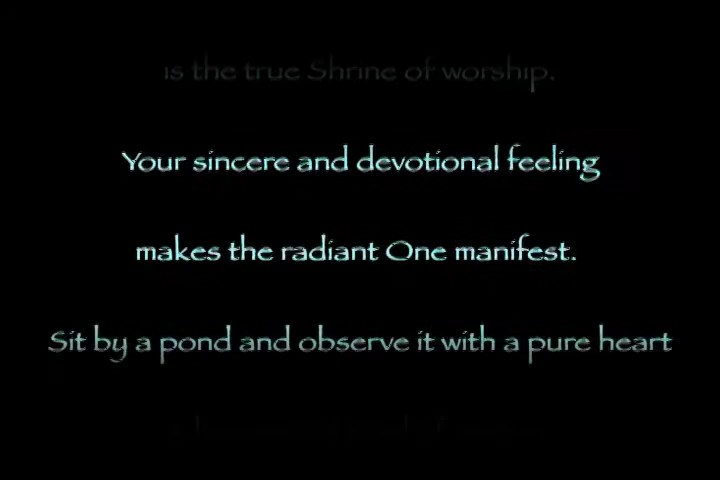 is the true Shrine of worship.
Your sincere and devotional feeling
makes the radiant One manifest.
Sit by a pond and observe it with a pure heart